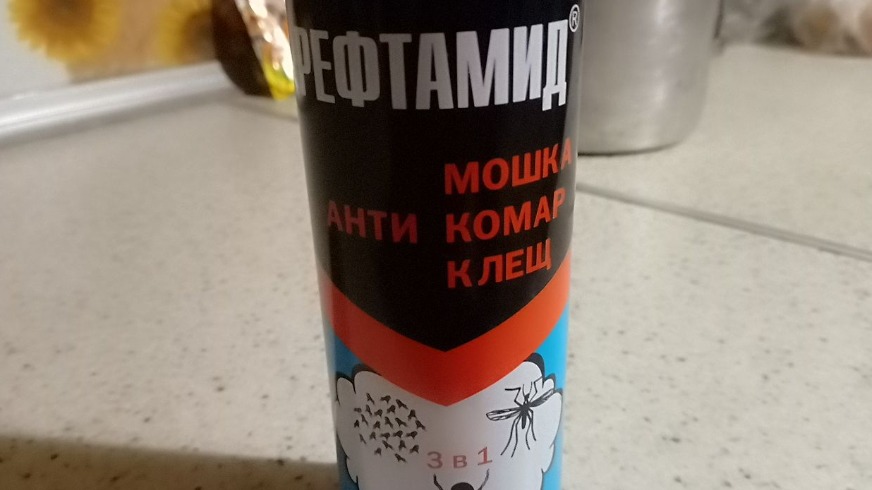 РЕФТАМИД®
АНТИ
МОШКА
КОМАР
КЛЕЩ
3 в 1